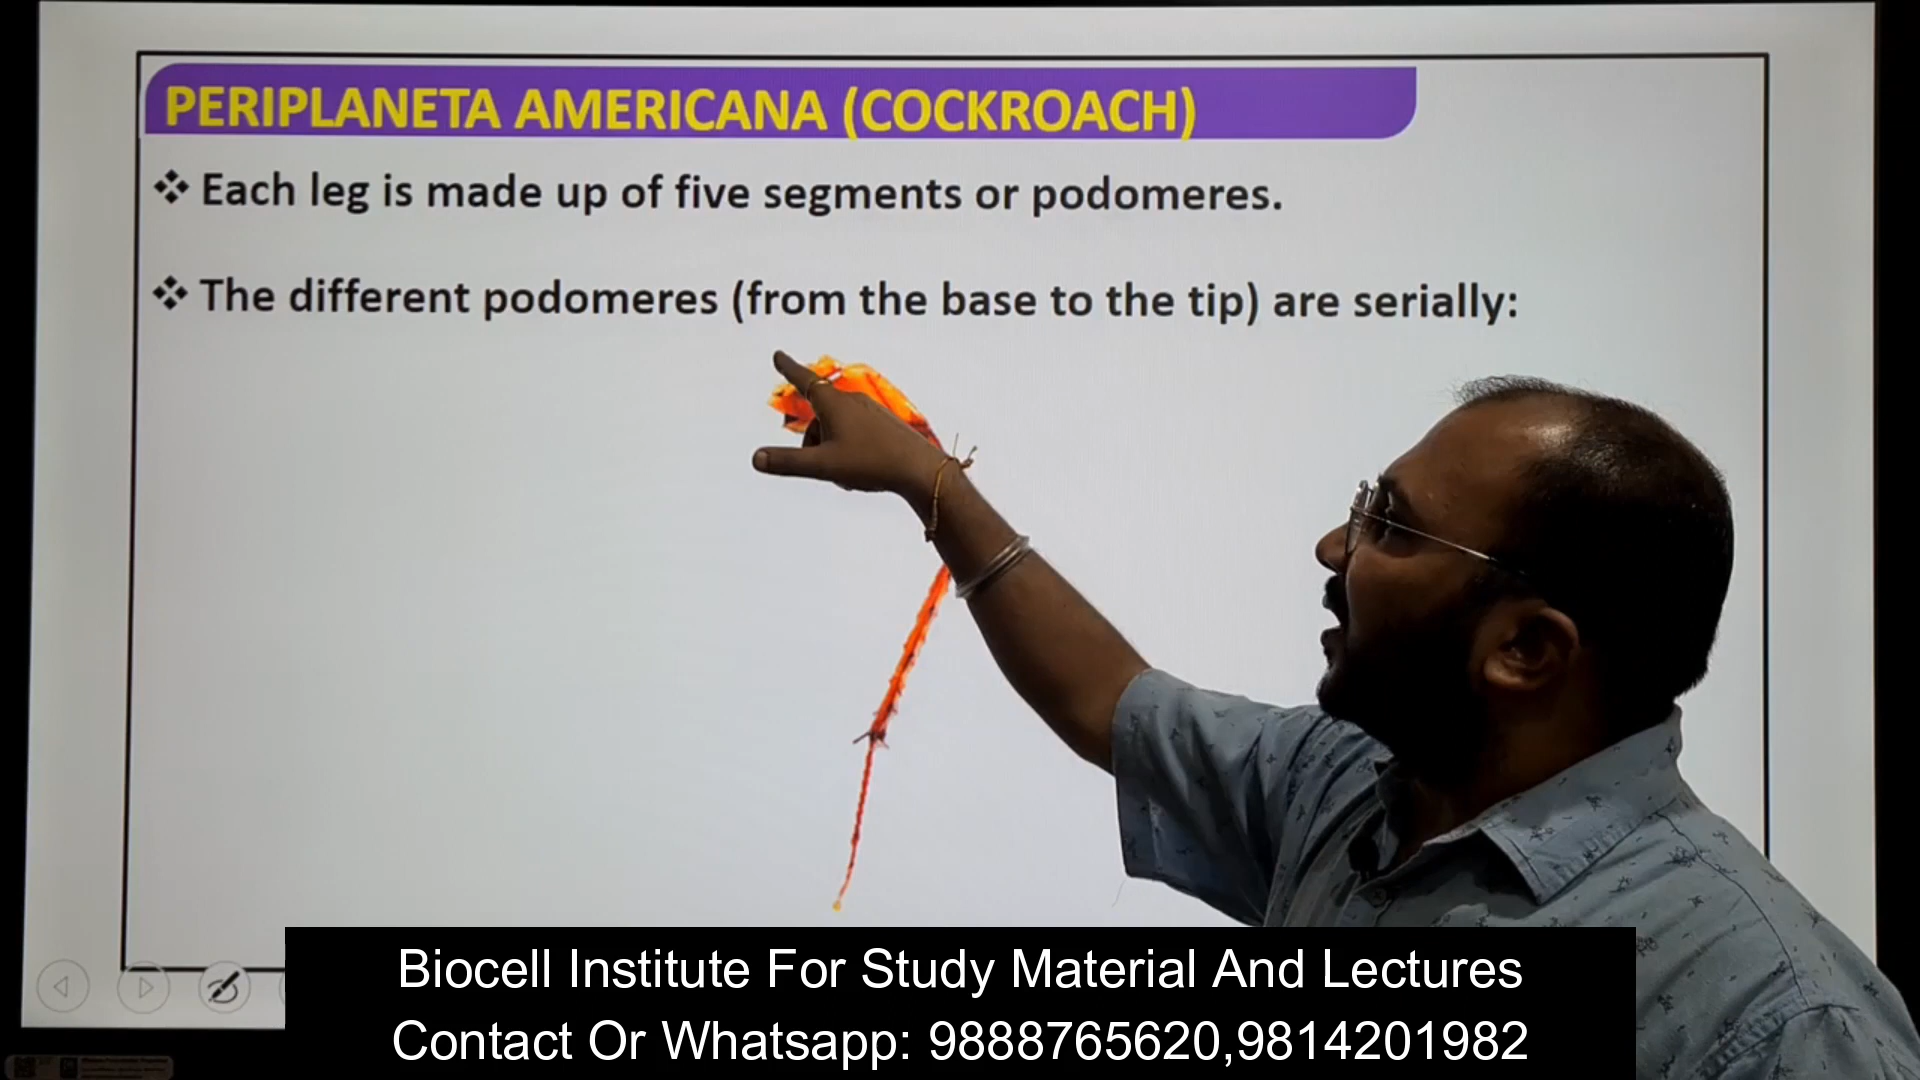 PERIPLANETA AMERICANA (COCKROACH)
❖ Each leg is made up of five segments or podomeres.
❖ The different podomeres (from the base to the tip) are serially:
Biocell Institute For Study Material And Lectures
Contact Or Whatsapp: 9888765620,9814201982